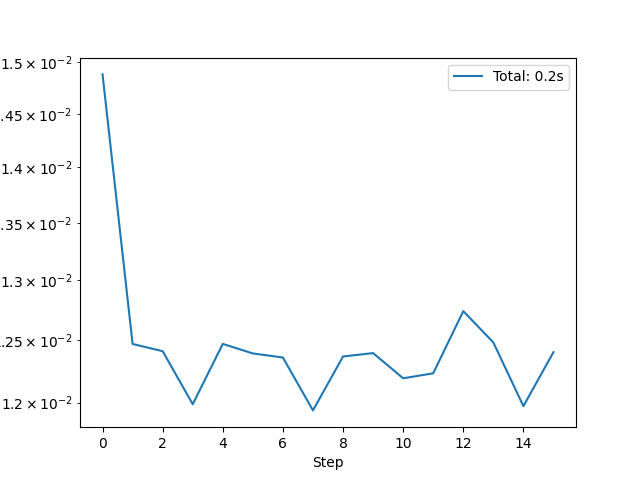 Total: 0.2s
1.5 × 10⁻²
.45 × 10⁻²
1.4 × 10⁻²
.35 × 10⁻²
1.3 × 10⁻²
.25 × 10⁻²
1.2 × 10⁻²
0 2 4 6 8 10 12 14
Step